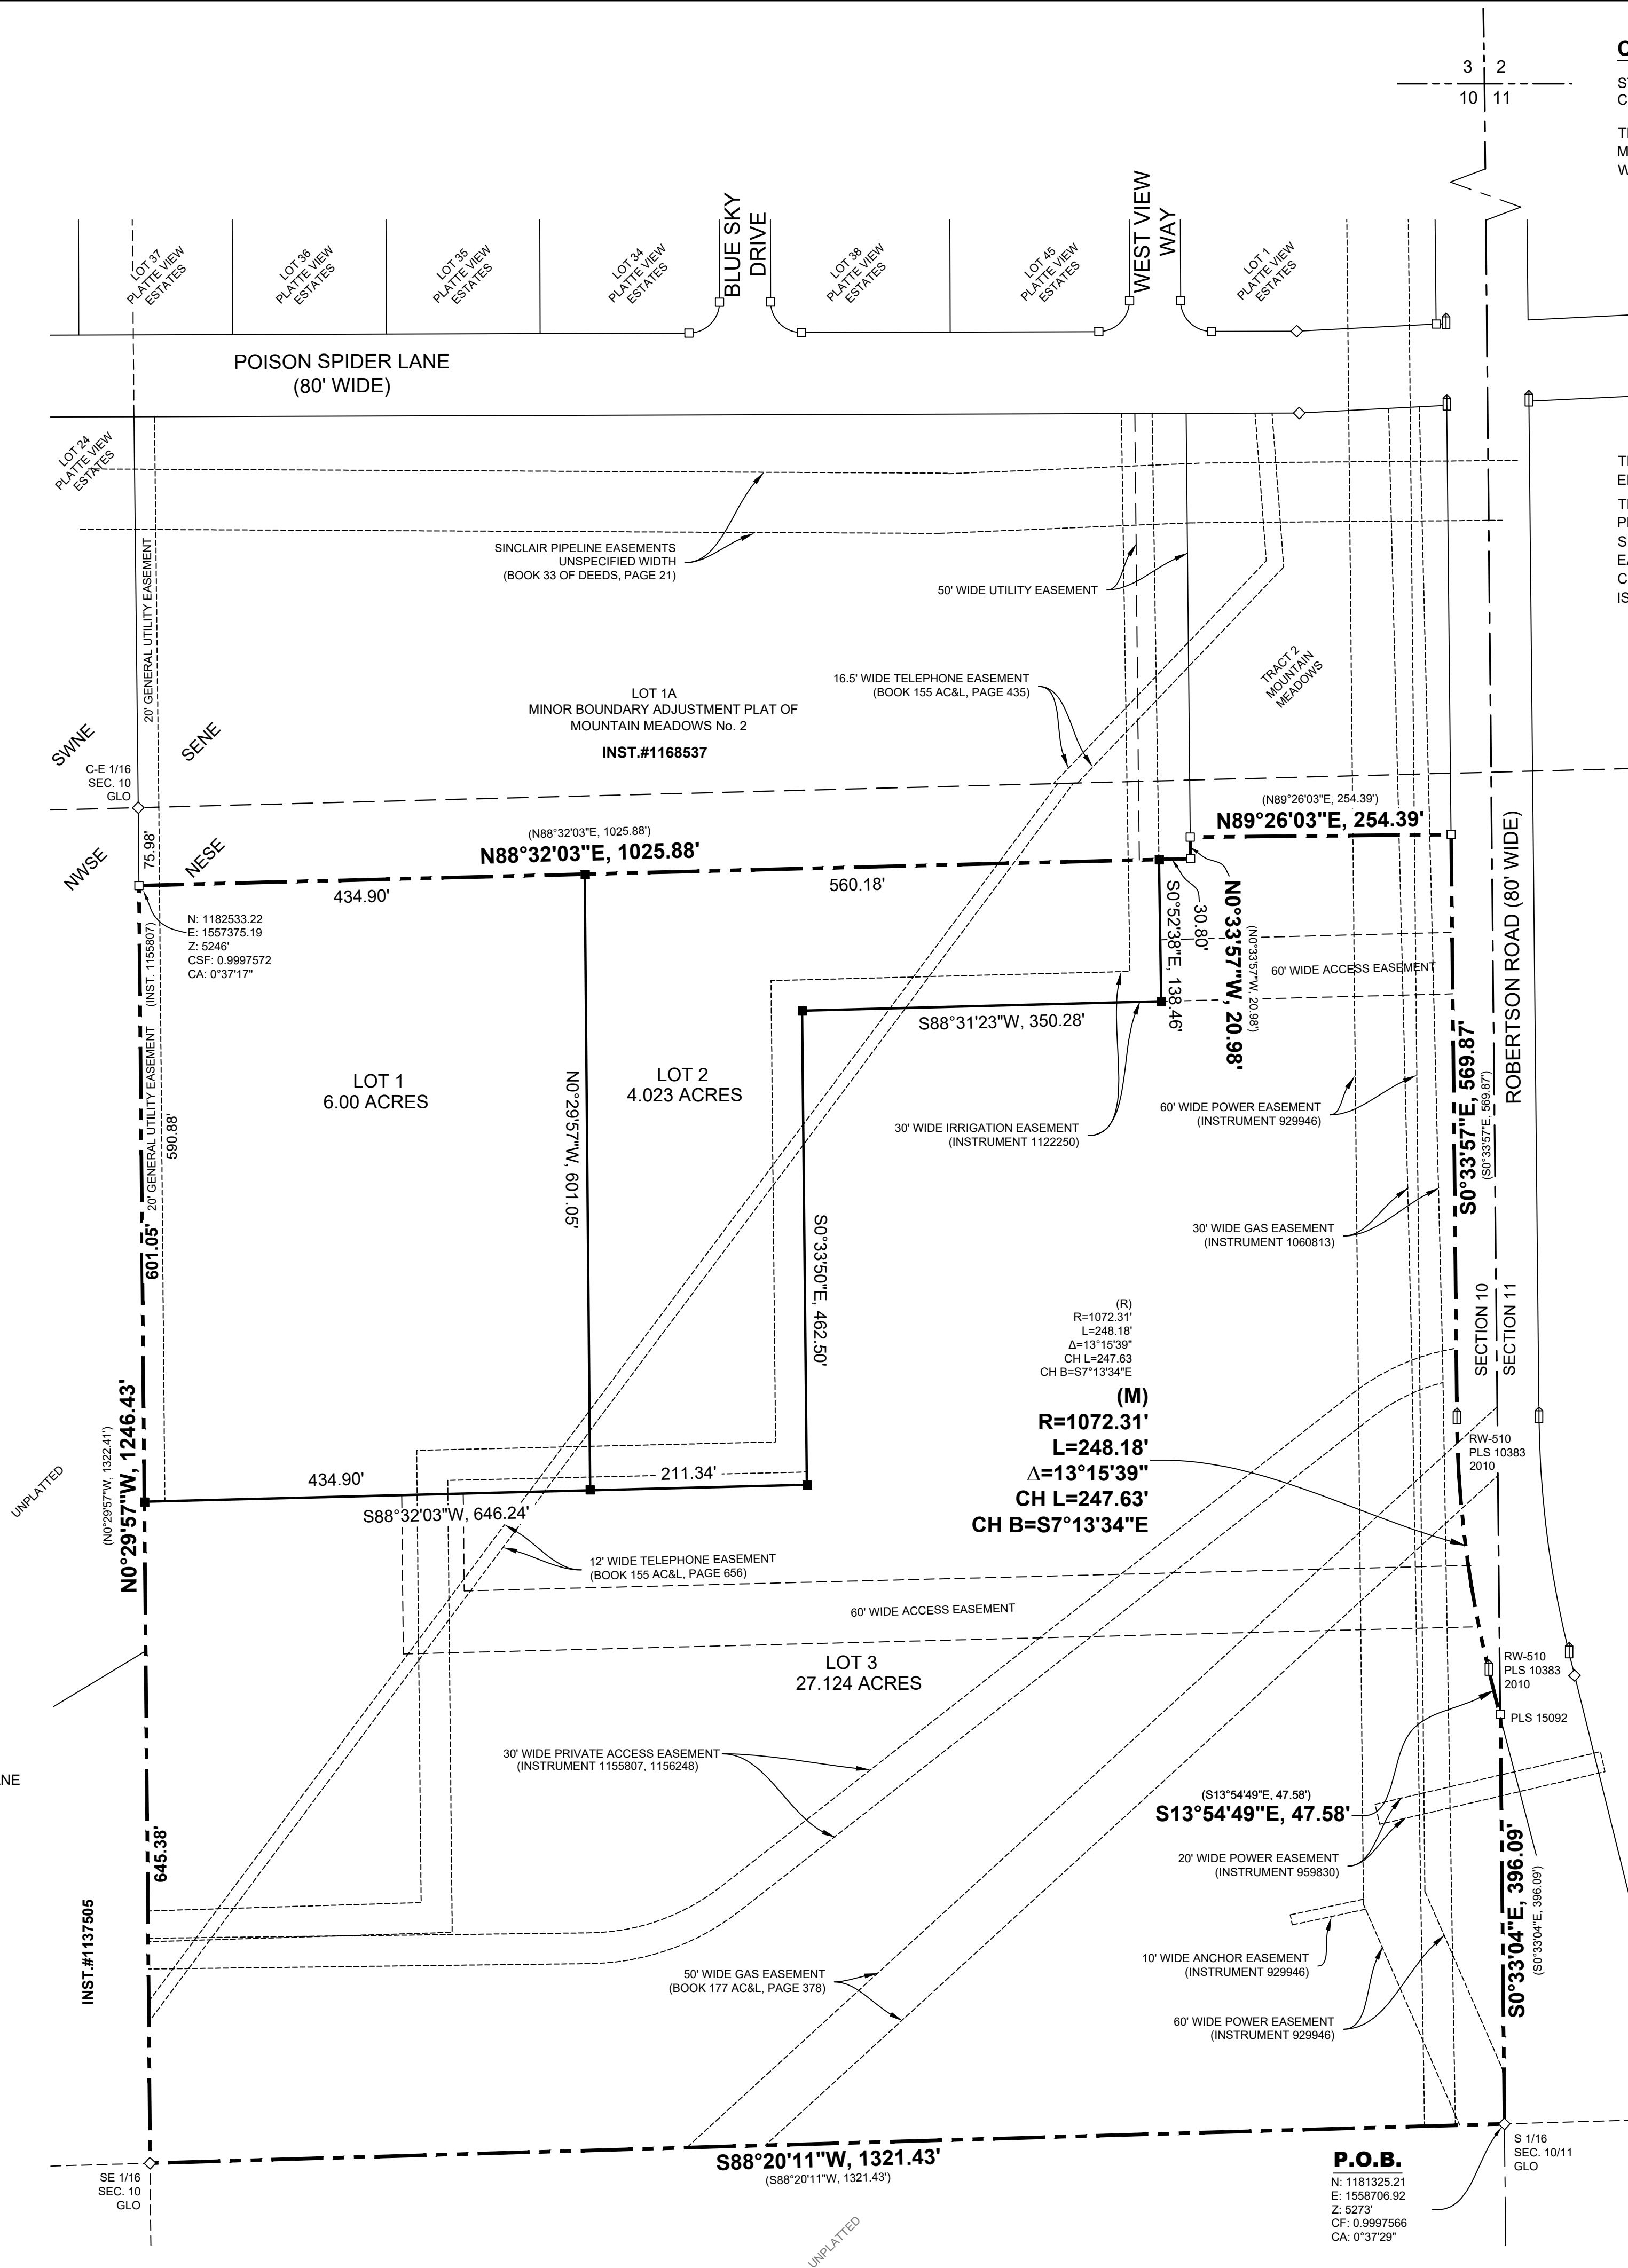 3 2
10 11
C
S
C
T
M
W
LOT 37
PLATTE VIEW
ESTATES
LOT 36
PLATTE VIEW
ESTATES
LOT 35
PLATTE VIEW
ESTATES
LOT 34
PLATTE VIEW
ESTATES
BLUE SKY
DRIVE
LOT 38
PLATTE VIEW
ESTATES
LOT 45
PLATTE VIEW
ESTATES
WEST VIEW
WAY
LOT 1
PLATTE VIEW
ESTATES
POISON SPIDER LANE
(80' WIDE)
LOT 24
PLATTE VIEW
ESTATES
20' GENERAL UTILITY EASEMENT
SINCLAIR PIPELINE EASEMENTS
UNSPECIFIED WIDTH
(BOOK 33 OF DEEDS, PAGE 21)
50' WIDE UTILITY EASEMENT
16.5' WIDE TELEPHONE EASEMENT
(BOOK 155 AC&L, PAGE 435)
TRACT 2
MOUNTAIN
MEADOWS
LOT 1A
MINOR BOUNDARY ADJUSTMENT PLAT OF
MOUNTAIN MEADOWS No. 2
INST.#1168537
SWNE
SENE
C-E 1/16
SEC. 10
GLO
NWSE
NESE
75.98'
(N88°32'03"E, 1025.88')
N88°32'03"E, 1025.88'
434.90'
560.18'
(N89°26'03"E, 254.39')
N89°26'03"E, 254.39'
N: 1182533.22
E: 1557375.19
Z: 5246'
CSF: 0.9997572
CA: 0°37'17"
20' GENERAL UTILITY EASEMENT (INST. 1155807)
590.88'
601.05'
S0°52'38"E, 138.46'
30.80'
N0°33'57"W, 20.98'
(N0°33'57"W, 20.98')
60' WIDE ACCESS EASEMENT
ROBERTSON ROAD (80' WIDE)
S88°31'23"W, 350.28'
LOT 1
6.00 ACRES
N0°29'57"W, 601.05'
LOT 2
4.023 ACRES
30' WIDE IRRIGATION EASEMENT
(INSTRUMENT 1122250)
60' WIDE POWER EASEMENT
(INSTRUMENT 929946)
S0°33'57"E, 569.87'
(S0°33'57"E, 569.87')
30' WIDE GAS EASEMENT
(INSTRUMENT 1060813)
S0°33'50"E, 462.50'
SECTION 10
SECTION 11
(R)
R=1072.31'
L=248.18'
Δ=13°15'39"
CH L=247.63
CH B=S7°13'34"E
(M)
R=1072.31'
L=248.18'
Δ=13°15'39"
CH L=247.63'
CH B=S7°13'34"E
RW-510
PLS 10383
2010
UNPLATTED
N0°29'57"W, 1246.43'
(N0°29'57"W, 1322.41')
434.90'
211.34'
S88°32'03"W, 646.24'
12' WIDE TELEPHONE EASEMENT
(BOOK 155 AC&L, PAGE 656)
60' WIDE ACCESS EASEMENT
LOT 3
27.124 ACRES
RW-510
PLS 10383
2010
PLS 15092
NE
30' WIDE PRIVATE ACCESS EASEMENT
(INSTRUMENT 1155807, 1156248)
(S13°54'49"E, 47.58')
S13°54'49"E, 47.58'
645.38'
20' WIDE POWER EASEMENT
(INSTRUMENT 959830)
S0°33'04"E, 396.09'
(S0°33'04"E, 396.09')
INST.#1137505
10' WIDE ANCHOR EASEMENT
(INSTRUMENT 929946)
50' WIDE GAS EASEMENT
(BOOK 177 AC&L, PAGE 378)
60' WIDE POWER EASEMENT
(INSTRUMENT 929946)
SE 1/16
SEC. 10
GLO
S88°20'11"W, 1321.43'
(S88°20'11"W, 1321.43')
S 1/16
SEC. 10/11
GLO
P.O.B.
N: 1181325.21
E: 1558706.92
Z: 5273'
CF: 0.9997566
CA: 0°37'29"
UNPLATTED